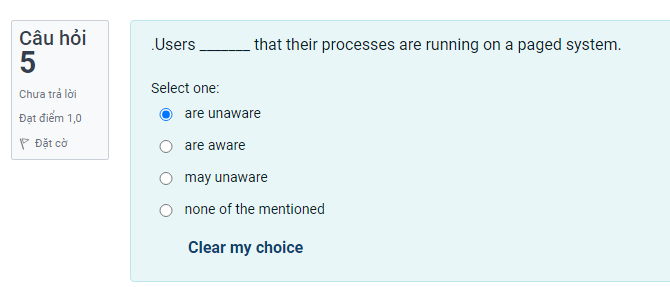 Câu hỏi
5
Chưa trả lời
Đạt điểm 1,0
Đặt cờ
.Users _______ that their processes are running on a paged system.
Select one:
are unaware
are aware
may unaware
none of the mentioned
Clear my choice